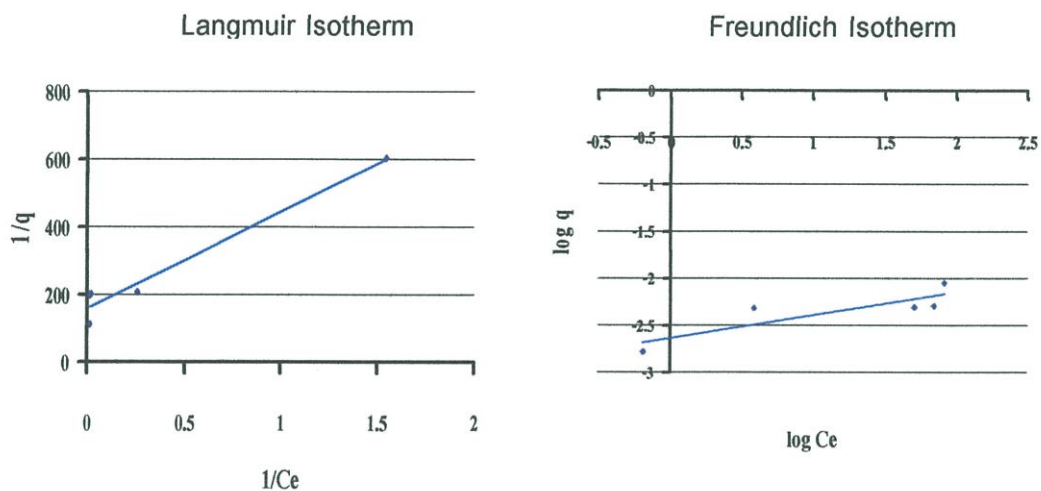 Langmuir Isotherm
800
600
400
200
0
1/q
0 0.5 1 1.5 2
1/Ce
Freundlich Isotherm
0
-0.5 -0.5 0 0.5 1 1.5 2 2.5
-1
-1.5
-2
-2.5
-3
log q
log Ce